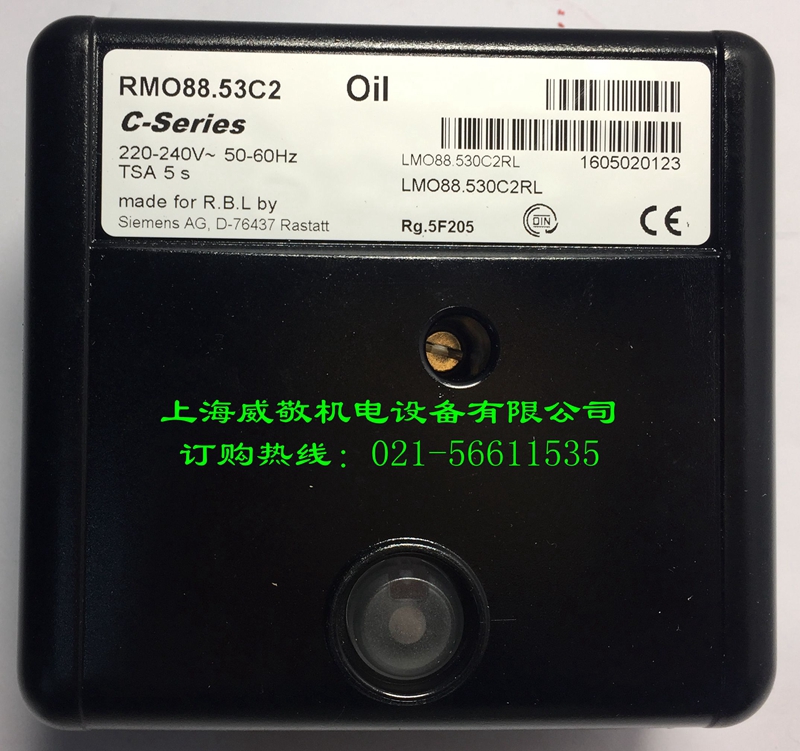 RMO88.53C2 Oil
C-Series
220-240V~ 50-60Hz
TSA 5 s
LMO88.530C2RL 1605020123
LMO88.530C2RL
made for R.B.L by
Siemens AG, D-76437 Rastatt
Rg.5F205
DIN
CE
上海威敬机电设备有限公司
订购热线：021-56611535